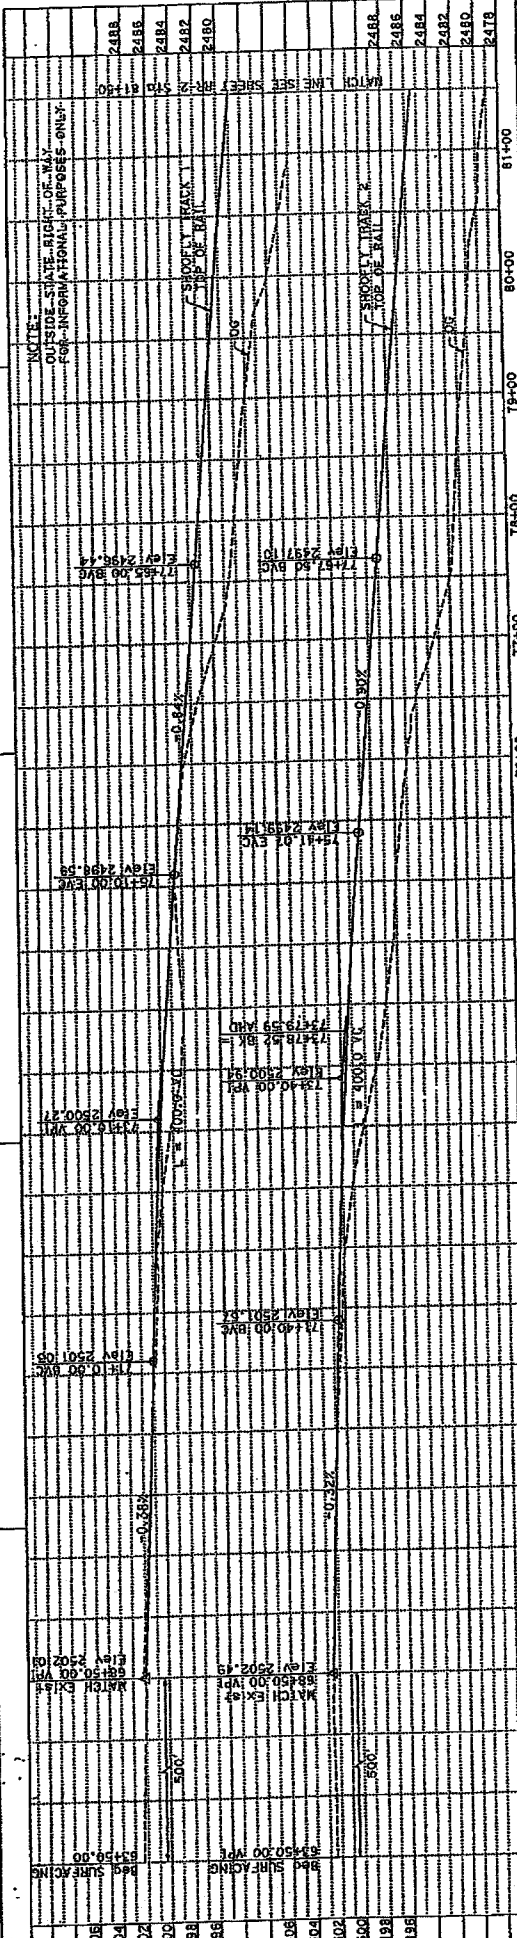 NOTE:
OUTSIDE STATE RIGHT OF WAY
FOR INFORMATIONAL PURPOSES ONLY.
MATCH LINE SEE SHEET RR-2 Sta 81+50
2488
2486
2484
2482
2480
SHOOFLY TRACK 1
TOP OF RAIL
OG
77+65.00 BVC
Elev 2496.44
-0.84%
75+10.00 EVC
Elev 2498.59
L = 400.0 VC
73+10.00 VPI
Elev 2500.27
71+10.00 BVC
Elev 2501.03
-0.38%
MATCH Exist
68+50.00 VPI
Elev 2502.01
500'
Beg SURFACING
63+50.00
2488
2486
2484
2482
2480
2478
SHOOFLY TRACK 2
TOP OF RAIL
OG
77+67.50 BVC
Elev 2497.10
-0.90%
75+41.07 EVC
Elev 2499.14
73+78.52 BK =
73+79.59 AHD
73+40.00 VPI
Elev 2500.94
L = 400.0 VC
71+40.00 BVC
Elev 2501.57
-0.32%
MATCH Exist
68+50.00 VPI
Elev 2502.49
500'
Beg SURFACING
63+50.00 VPI
78+00
79+00
80+00
81+00